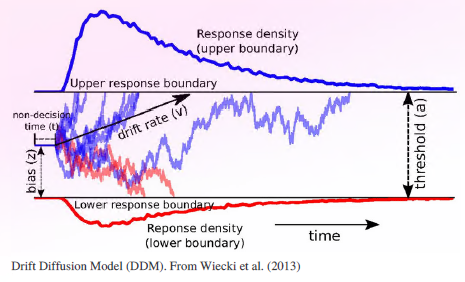 Response density
(upper boundary)
Upper response boundary
non-decision
time (t)
drift rate (v)
bias (z)
threshold (a)
Lower response boundary
Reponse density
(lower boundary)
time
Drift Diffusion Model (DDM). From Wiecki et al. (2013)